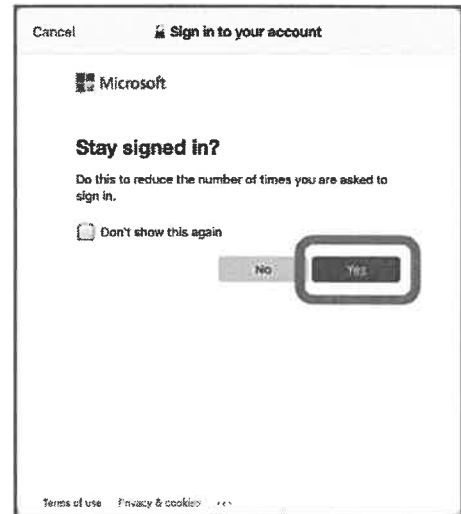 Cancel
Sign in to your account
Microsoft
Stay signed in?
Do this to reduce the number of times you are asked to
sign in.
Don't show this again
No
Yes
Terms of use
Privacy & cookies
...